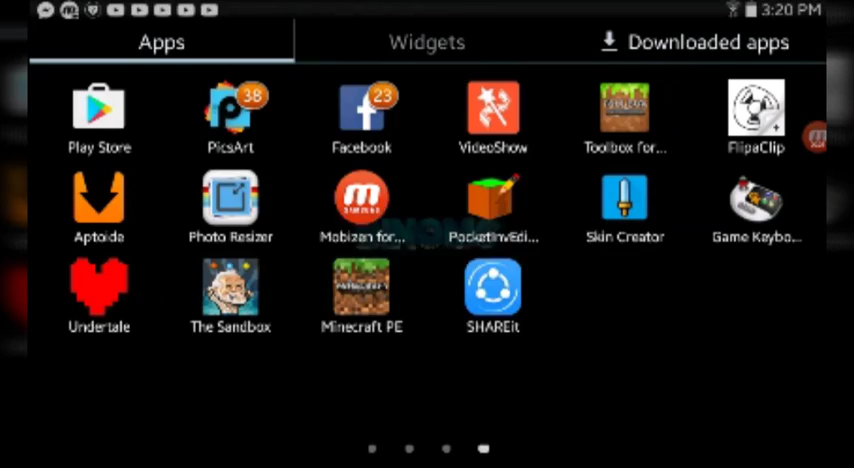 3:20 PM
Apps
Widgets
Downloaded apps
38
23
Play Store
PicsArt
Facebook
VideoShow
Toolbox for...
FlipaClip
Aptoide
Photo Resizer
Mobizen for...
PocketInvEdi...
Skin Creator
Game Keybo...
Undertale
The Sandbox
Minecraft PE
SHAREit